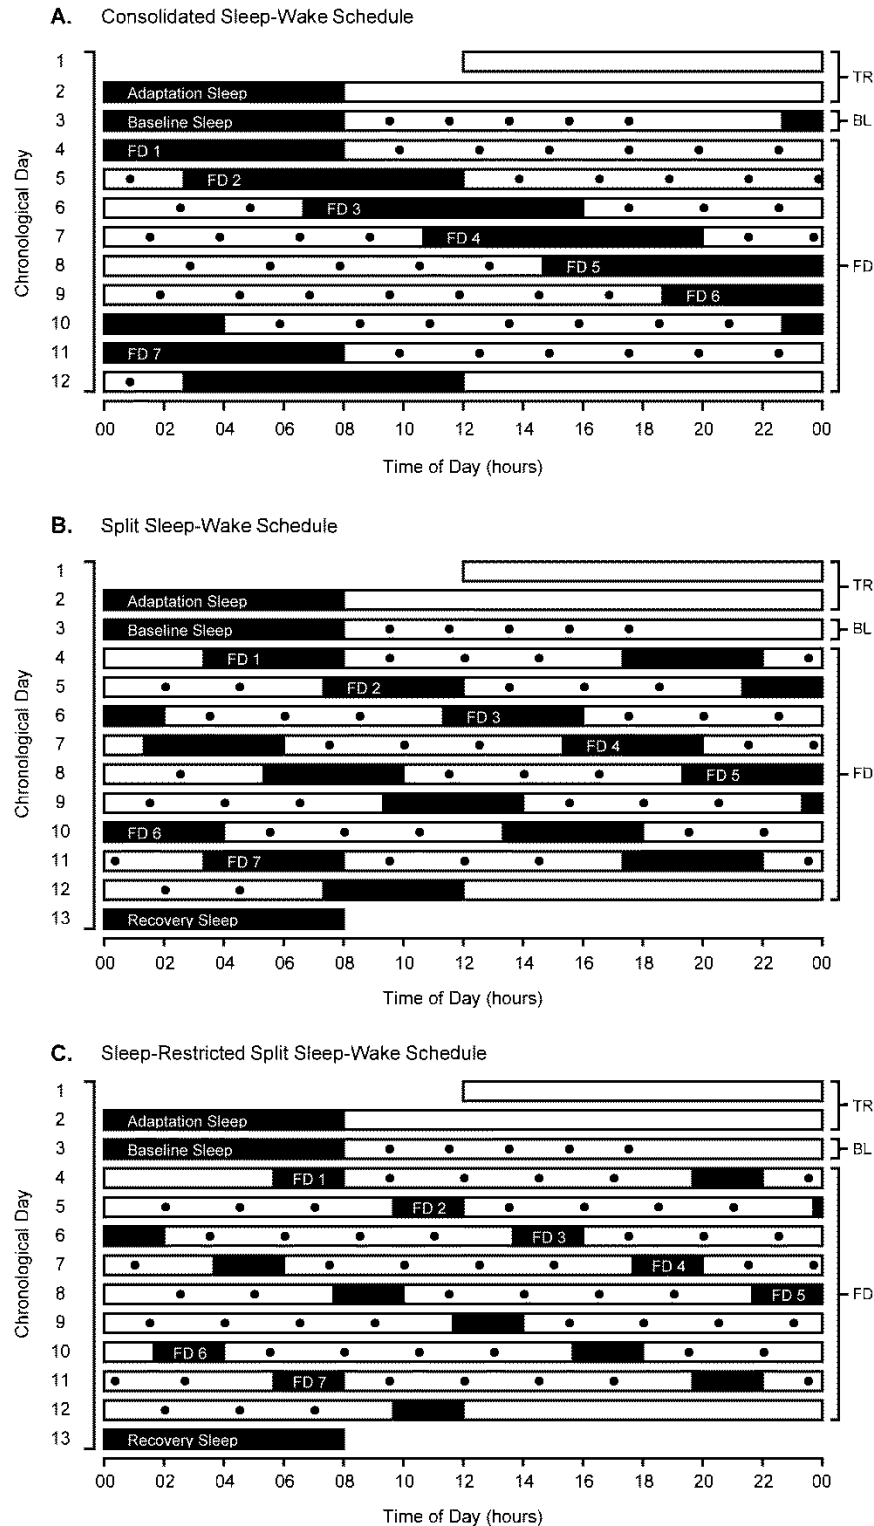 A. Consolidated Sleep-Wake Schedule
1
TR
2 Adaptation Sleep
3 Baseline Sleep BL
4 FD 1
5 FD 2
6 FD 3
7 FD 4
8 FD 5 FD
9 FD 6
10
11 FD 7
12
Chronological Day
00 02 04 06 08 10 12 14 16 18 20 22 00
Time of Day (hours)
B. Split Sleep-Wake Schedule
1
TR
2 Adaptation Sleep
3 Baseline Sleep BL
4 FD 1
5 FD 2
6 FD 3
7 FD 4
8 FD 5 FD
9
10 FD 6
11 FD 7
12
13 Recovery Sleep
Chronological Day
00 02 04 06 08 10 12 14 16 18 20 22 00
Time of Day (hours)
C. Sleep-Restricted Split Sleep-Wake Schedule
1
TR
2 Adaptation Sleep
3 Baseline Sleep BL
4 FD 1
5 FD 2
6 FD 3
7 FD 4
8 FD 5 FD
9
10 FD 6
11 FD 7
12
13 Recovery Sleep
Chronological Day
00 02 04 06 08 10 12 14 16 18 20 22 00
Time of Day (hours)